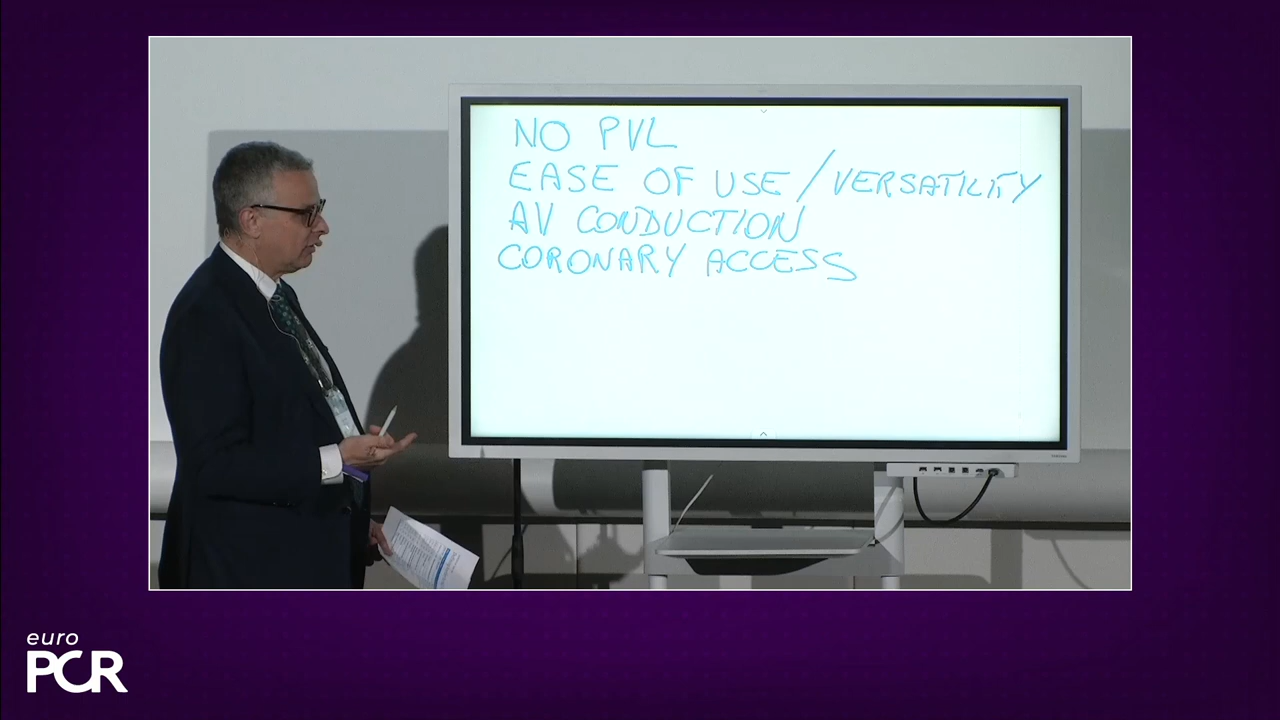 NO PVL
EASE OF USE / VERSATILITY
AV CONDUCTION
CORONARY ACCESS
euro
PCR